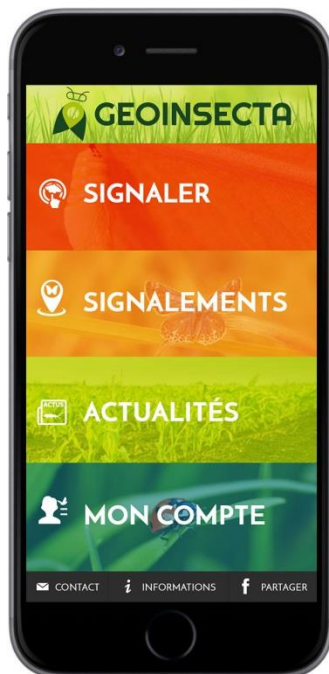 GEOINSECTA
SIGNALER
SIGNALEMENTS
ACTUS
ACTUALITÉS
MON COMPTE
CONTACT i INFORMATIONS f PARTAGER